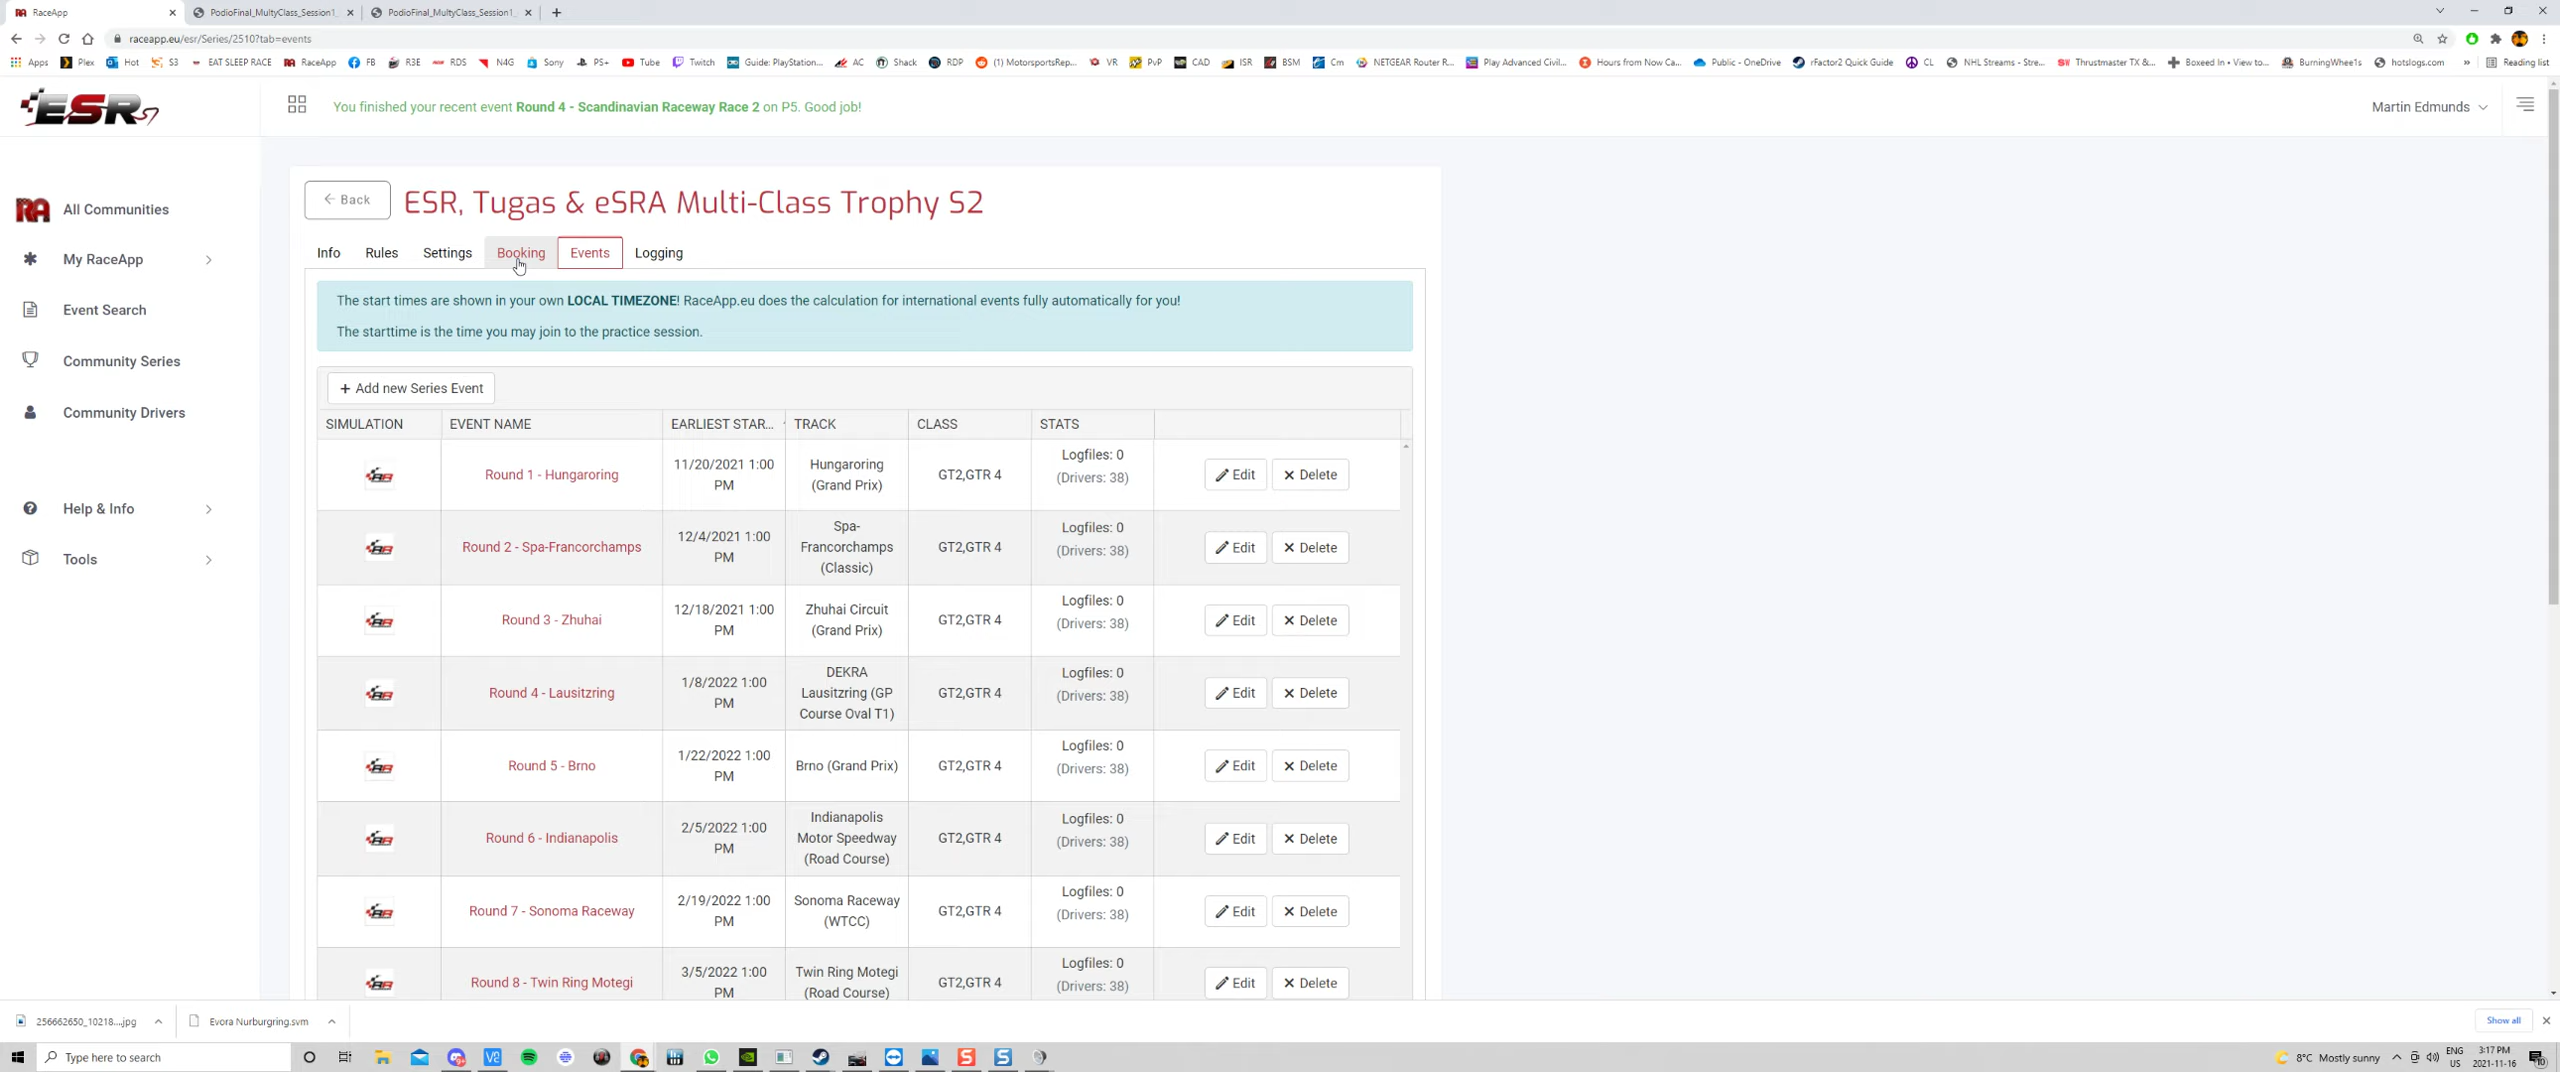 RaceApp
PodioFinal_MultyClass_Session1_
PodioFinal_MultyClass_Session1_
raceapp.eu/esr/Series/2510?tab=events
Apps Plex Hot S3 EAT SLEEP RACE RaceApp FB R3E RDS N4G Sony PS+ Tube Twitch Guide: PlayStation... AC Shack RDP (1) MotorsportsRep... VR PvP CAD ISR BSM Cm NETGEAR Router R... Play Advanced Civil... Hours from Now Ca... Public - OneDrive rFactor2 Quick Guide CL NHL Streams - Stre... Thrustmaster TX &... Boxeed In • View to... BurningWhee1s hotslogs.com » Reading list
ESR
You finished your recent event Round 4 - Scandinavian Raceway Race 2 on P5. Good job!
Martin Edmunds
RA All Communities
My RaceApp
Event Search
Community Series
Community Drivers
Help & Info
Tools
Back
ESR, Tugas & eSRA Multi-Class Trophy S2
Info Rules Settings Booking Events Logging
The start times are shown in your own LOCAL TIMEZONE! RaceApp.eu does the calculation for international events fully automatically for you!
The starttime is the time you may join to the practice session.
+ Add new Series Event
SIMULATION EVENT NAME EARLIEST STAR... TRACK CLASS STATS
Round 1 - Hungaroring 11/20/2021 1:00 PM Hungaroring (Grand Prix) GT2,GTR 4 Logfiles: 0 (Drivers: 38) Edit Delete
Round 2 - Spa-Francorchamps 12/4/2021 1:00 PM Spa-Francorchamps (Classic) GT2,GTR 4 Logfiles: 0 (Drivers: 38) Edit Delete
Round 3 - Zhuhai 12/18/2021 1:00 PM Zhuhai Circuit (Grand Prix) GT2,GTR 4 Logfiles: 0 (Drivers: 38) Edit Delete
Round 4 - Lausitzring 1/8/2022 1:00 PM DEKRA Lausitzring (GP Course Oval T1) GT2,GTR 4 Logfiles: 0 (Drivers: 38) Edit Delete
Round 5 - Brno 1/22/2022 1:00 PM Brno (Grand Prix) GT2,GTR 4 Logfiles: 0 (Drivers: 38) Edit Delete
Round 6 - Indianapolis 2/5/2022 1:00 PM Indianapolis Motor Speedway (Road Course) GT2,GTR 4 Logfiles: 0 (Drivers: 38) Edit Delete
Round 7 - Sonoma Raceway 2/19/2022 1:00 PM Sonoma Raceway (WTCC) GT2,GTR 4 Logfiles: 0 (Drivers: 38) Edit Delete
Round 8 - Twin Ring Motegi 3/5/2022 1:00 PM Twin Ring Motegi (Road Course) GT2,GTR 4 Logfiles: 0 (Drivers: 38) Edit Delete
256662650_10218....jpg
Evora Nurburgring.svm
Show all
Type here to search
8°C Mostly sunny
ENG US
3:17 PM
2021-11-16